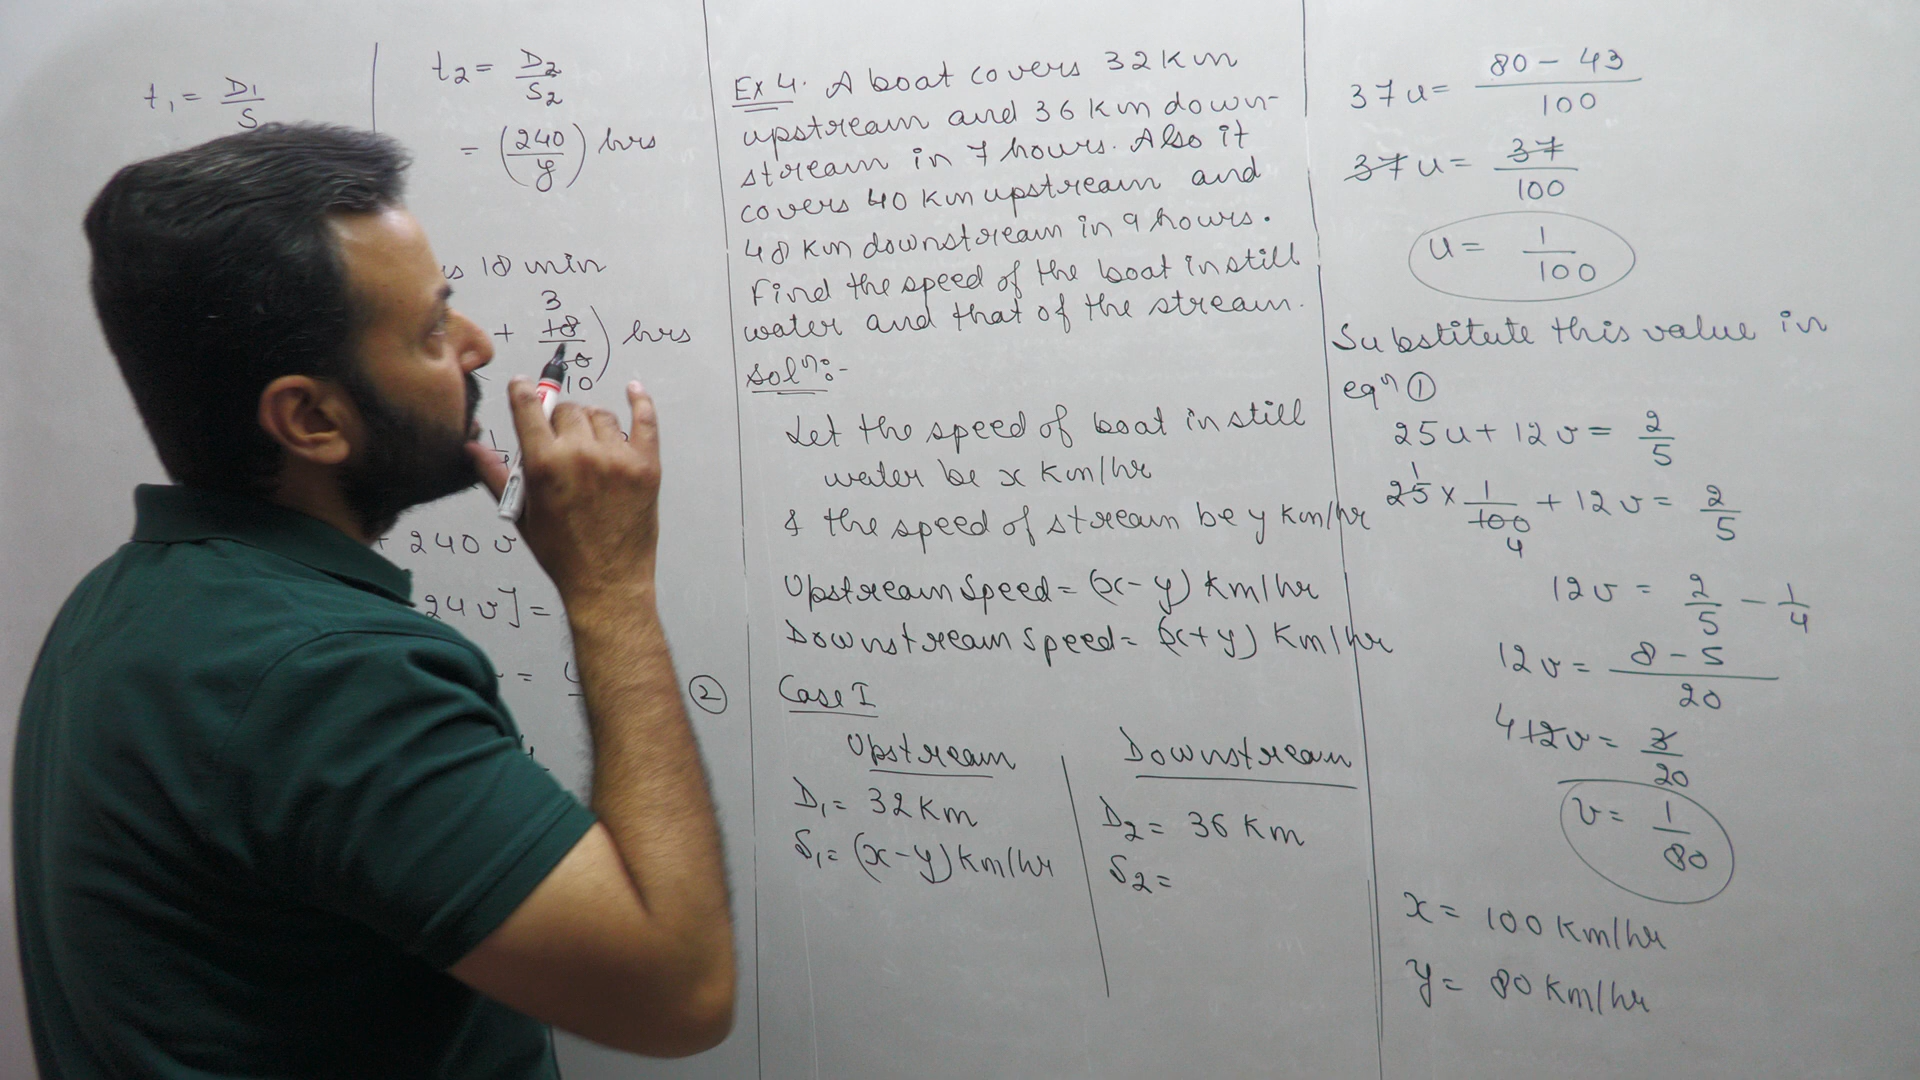 t₁ = D₁/S
t₂ = D₂/S₂
= (240/y) hrs
18 min
3
+ 18/60) hrs
10
240 v
24 v] =
=
②
Ex 4. A boat covers 32 Km
upstream and 36 Km down-
stream in 7 hours. Also it
covers 40 Km upstream and
48 Km downstream in 9 hours.
Find the speed of the boat in still
water and that of the stream.
Solⁿ:-
Let the speed of boat in still
water be x Km/hr
& the speed of stream be y Km/hr
Upstream Speed = (x-y) Km/hr
Downstream Speed = (x+y) Km/hr
Case I
Upstream
D₁ = 32 Km
S₁ = (x-y) Km/hr
Downstream
D₂ = 36 Km
S₂ =
37u = 80 - 43/100
37u = 37/100
u = 1/100
Substitute this value in
eqⁿ ①
25u + 12v = 2/5
1
25 × 1/100 + 12v = 2/5
4
12v = 2/5 - 1/4
12v = 8 - 5/20
4 12v = 3/20
v = 1/80
x = 100 Km/hr
y = 80 Km/hr